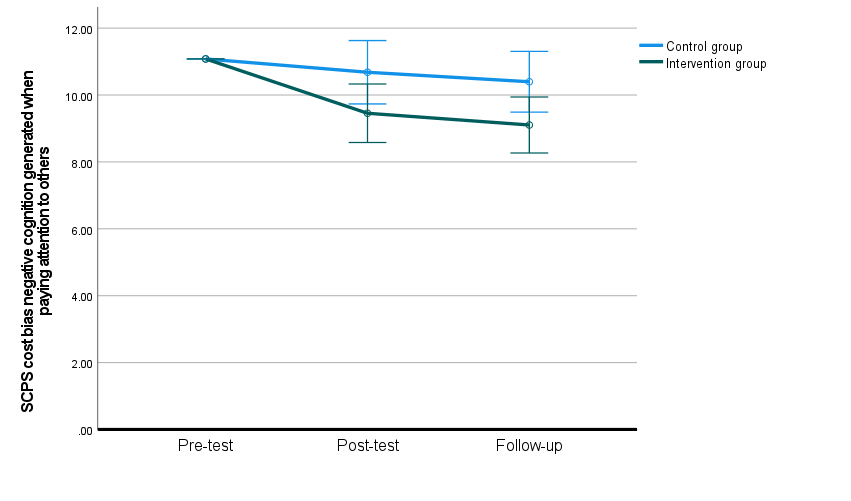 12.00
10.00
8.00
6.00
4.00
2.00
.00
SCPS cost bias negative cognition generated when
paying attention to others
Pre-test
Post-test
Follow-up
Control group
Intervention group